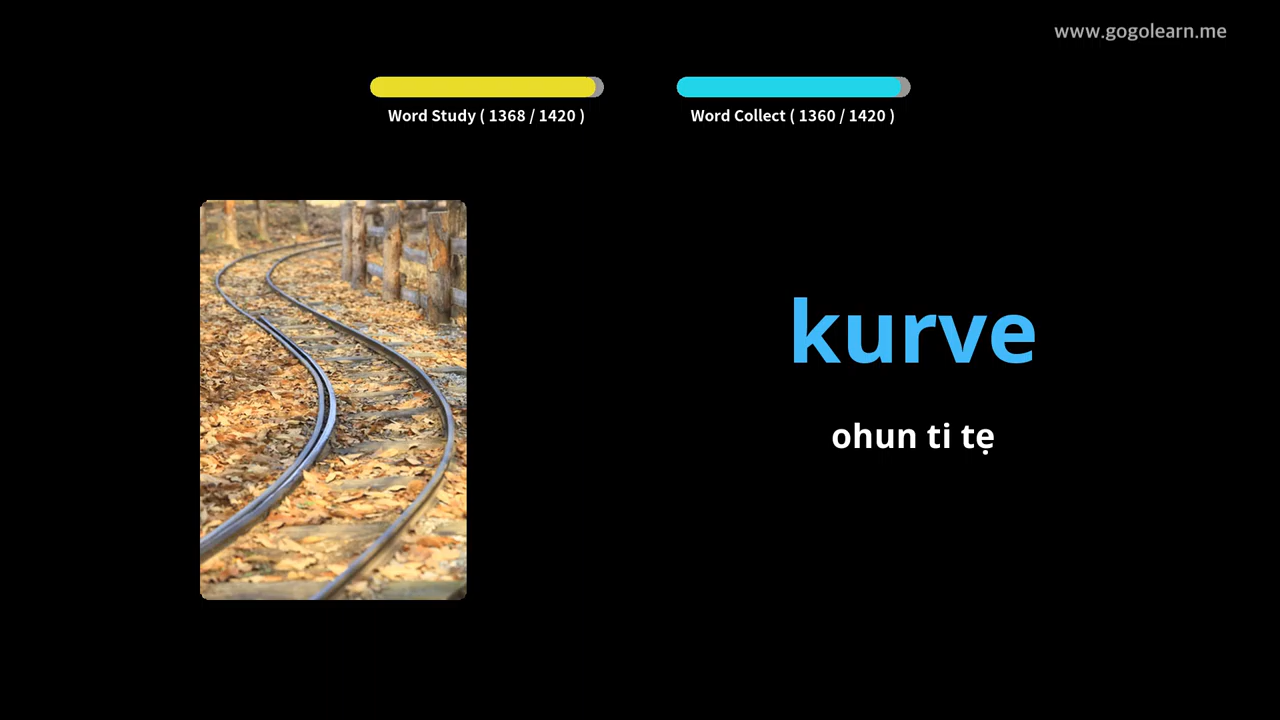 www.gogolearn.me
Word Study ( 1368 / 1420 )
Word Collect ( 1360 / 1420 )
kurve
ohun ti tẹ